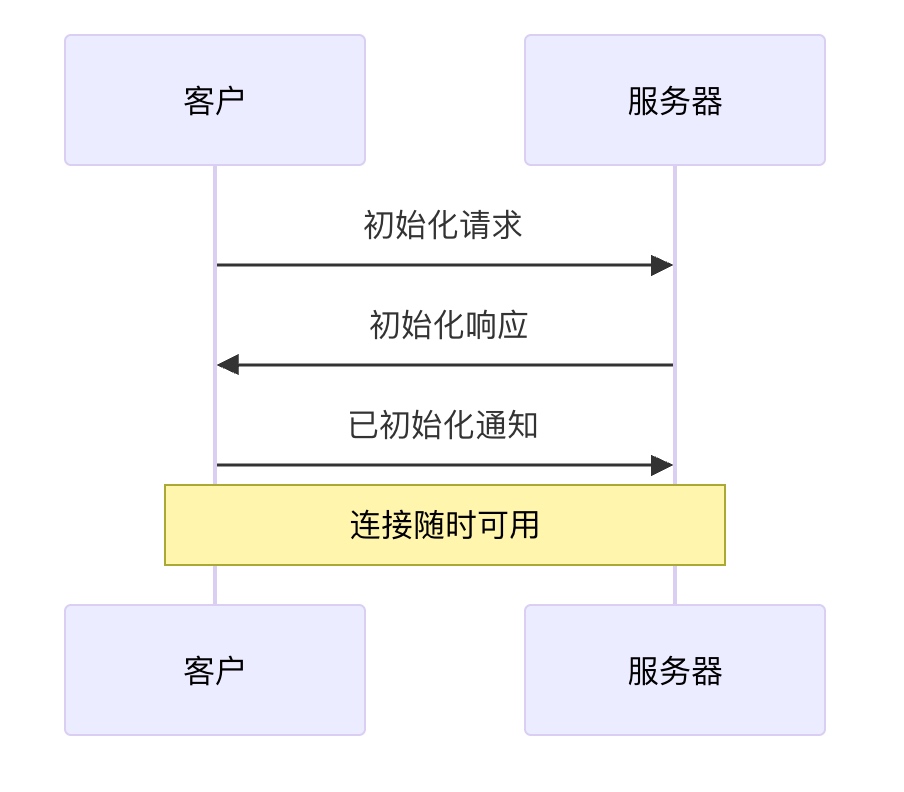 客户
服务器
初始化请求
初始化响应
已初始化通知
连接随时可用
客户
服务器